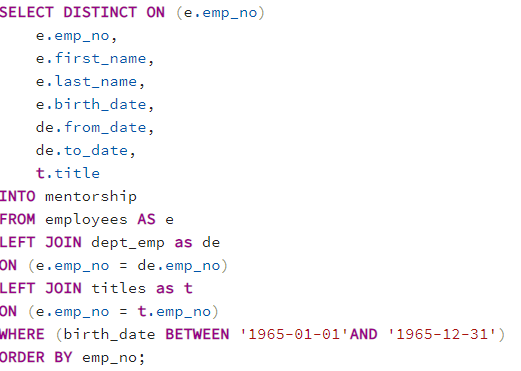 SELECT DISTINCT ON (e.emp_no)
e.emp_no,
e.first_name,
e.last_name,
e.birth_date,
de.from_date,
de.to_date,
t.title
INTO mentorship
FROM employees AS e
LEFT JOIN dept_emp as de
ON (e.emp_no = de.emp_no)
LEFT JOIN titles as t
ON (e.emp_no = t.emp_no)
WHERE (birth_date BETWEEN '1965-01-01'AND '1965-12-31')
ORDER BY emp_no;